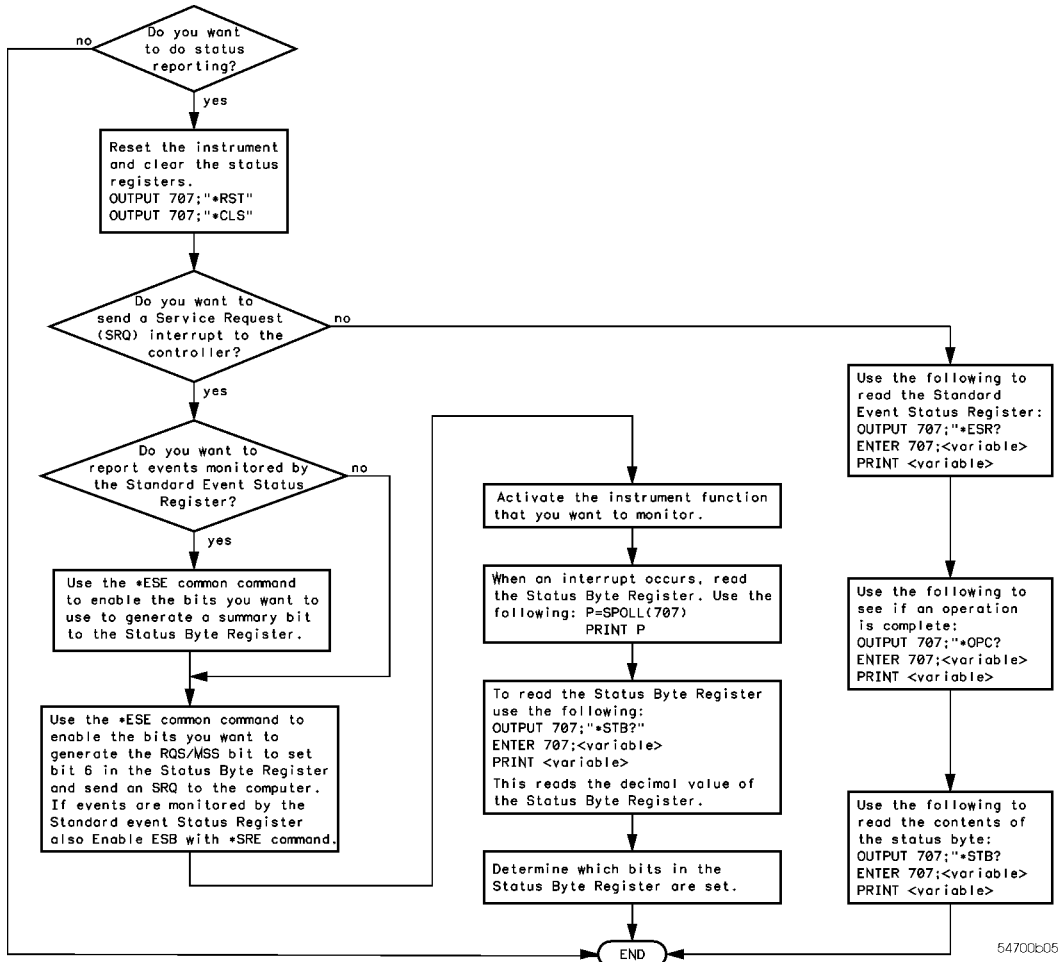 Do you want
to do status
reporting?
no
yes
Reset the instrument
and clear the status
registers.
OUTPUT 707;"*RST"
OUTPUT 707;"*CLS"
Do you want to
send a Service Request
(SRQ) interrupt to the
controller?
no
yes
Do you want to
report events monitored by
the Standard Event Status
Register?
no
yes
Use the *ESE common command
to enable the bits you want to
use to generate a summary bit
to the Status Byte Register.
Use the *ESE common command to
enable the bits you want to
generate the RQS/MSS bit to set
bit 6 in the Status Byte Register
and send an SRQ to the computer.
If events are monitored by the
Standard event Status Register
also Enable ESB with *SRE command.
Activate the instrument function
that you want to monitor.
When an interrupt occurs, read
the Status Byte Register. Use the
following: P=SPOLL(707)
PRINT P
To read the Status Byte Register
use the following:
OUTPUT 707;"*STB?"
ENTER 707;<variable>
PRINT <variable>
This reads the decimal value of
the Status Byte Register.
Determine which bits in the
Status Byte Register are set.
Use the following to
read the Standard
Event Status Register:
OUTPUT 707;"*ESR?
ENTER 707;<variable>
PRINT <variable>
Use the following to
see if an operation
is complete:
OUTPUT 707;"*OPC?
ENTER 707;<variable>
PRINT <variable>
Use the following to
read the contents of
the status byte:
OUTPUT 707;"*STB?
ENTER 707;<variable>
PRINT <variable>
END
54700b05